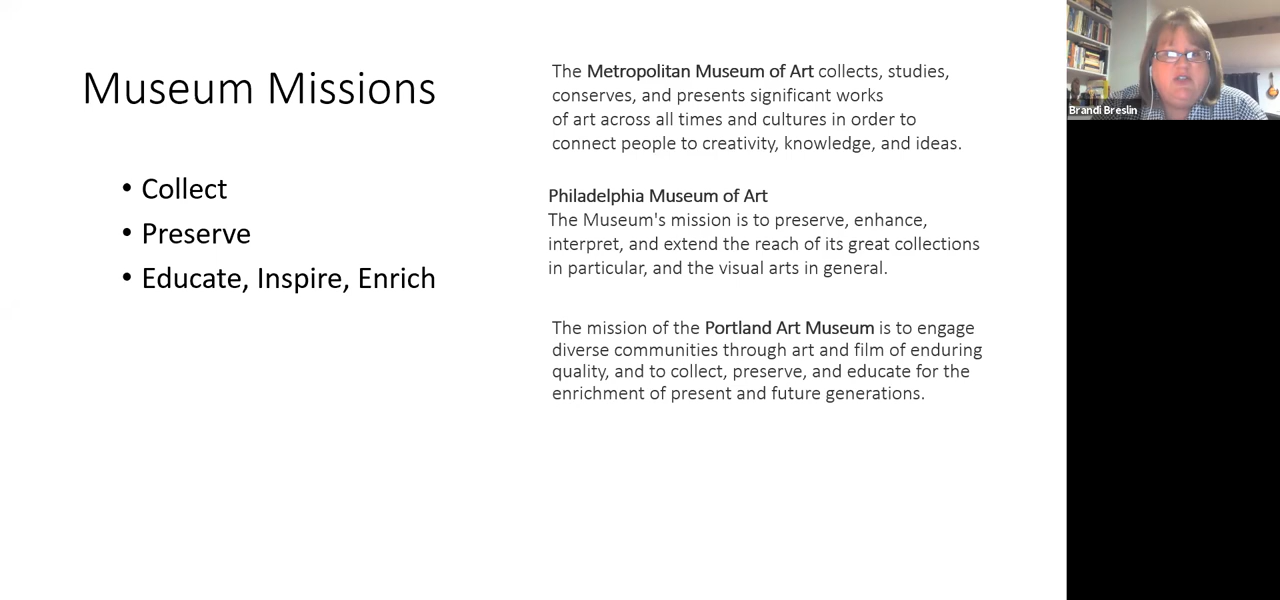 Museum Missions
• Collect
• Preserve
• Educate, Inspire, Enrich
The Metropolitan Museum of Art collects, studies,
conserves, and presents significant works
of art across all times and cultures in order to
connect people to creativity, knowledge, and ideas.
Philadelphia Museum of Art
The Museum's mission is to preserve, enhance,
interpret, and extend the reach of its great collections
in particular, and the visual arts in general.
The mission of the Portland Art Museum is to engage
diverse communities through art and film of enduring
quality, and to collect, preserve, and educate for the
enrichment of present and future generations.
Brandi Breslin